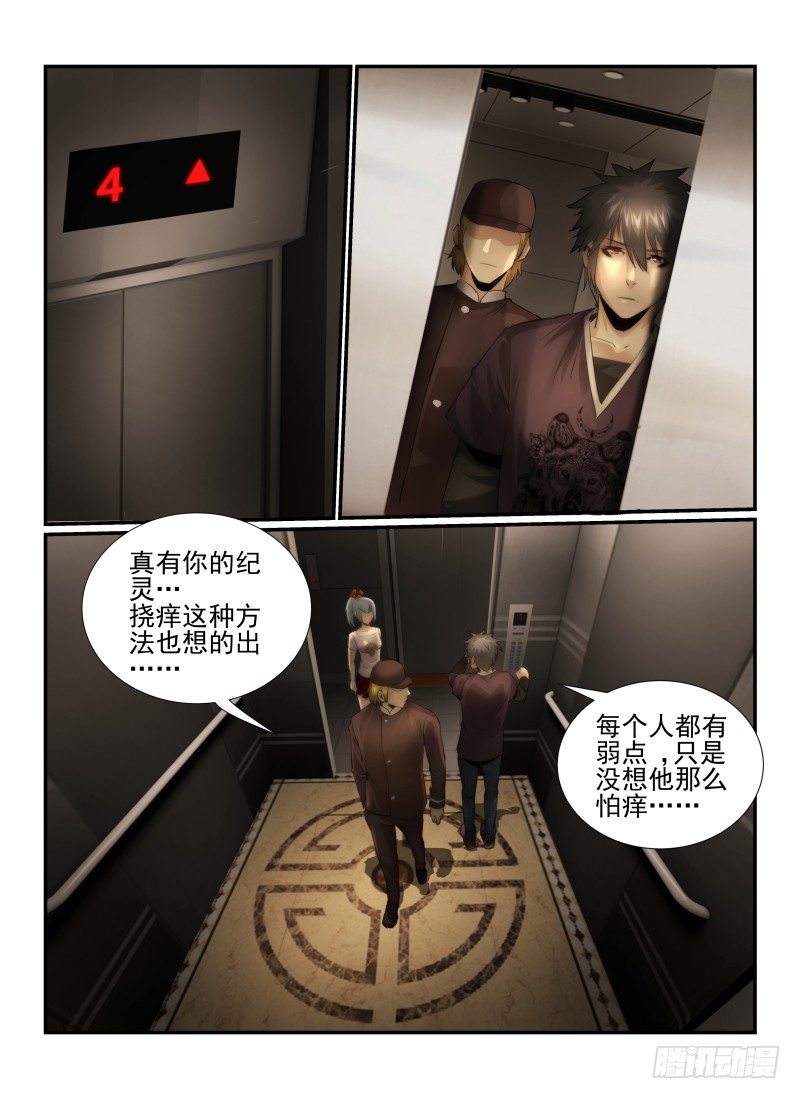 4 ▲
真有你的纪
灵…
挠痒这种方
法也想的出
……
每个人都有
弱点，只是
没想他那么
怕痒……
腾讯动漫